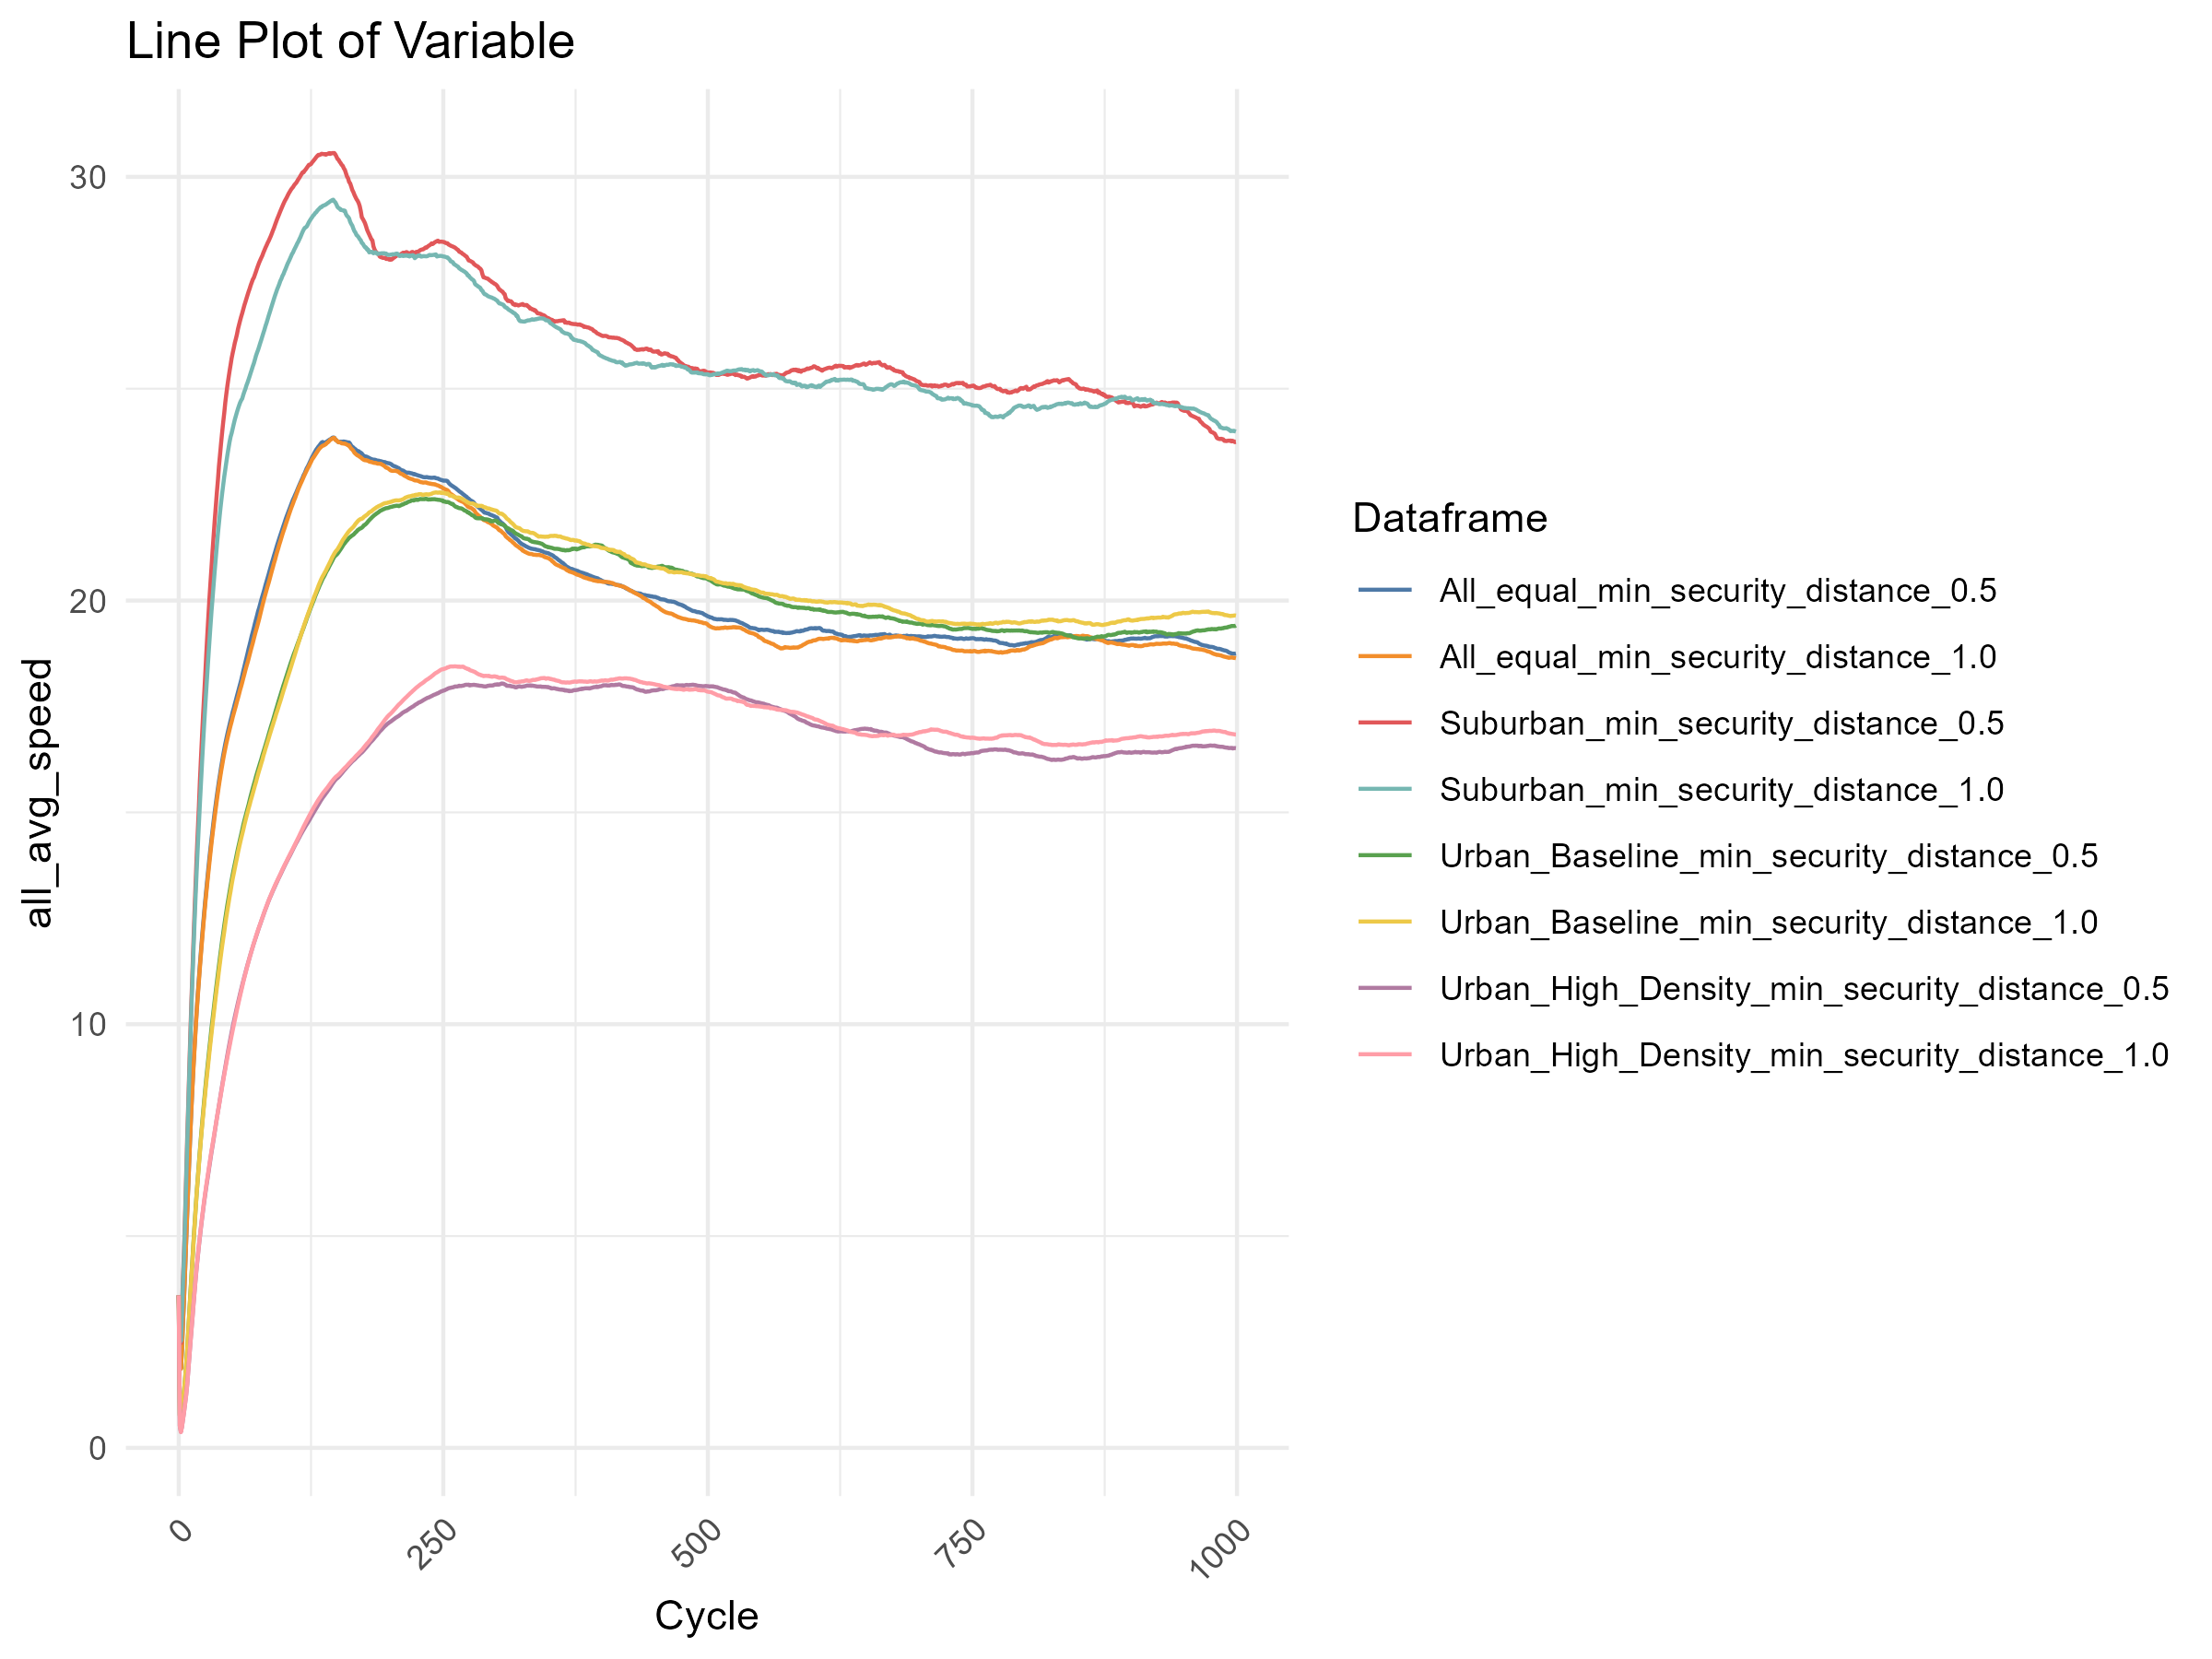 Line Plot of Variable
30
20
10
0
all_avg_speed
0
250
500
750
1000
Cycle
Dataframe
All_equal_min_security_distance_0.5
All_equal_min_security_distance_1.0
Suburban_min_security_distance_0.5
Suburban_min_security_distance_1.0
Urban_Baseline_min_security_distance_0.5
Urban_Baseline_min_security_distance_1.0
Urban_High_Density_min_security_distance_0.5
Urban_High_Density_min_security_distance_1.0